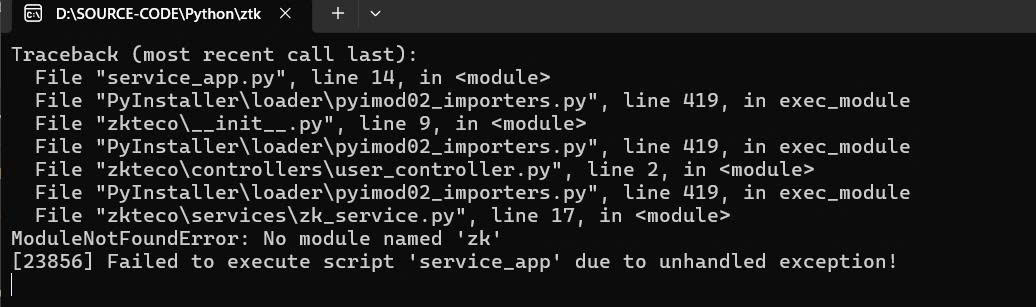 D:\SOURCE-CODE\Python\ztk
Traceback (most recent call last):
  File "service_app.py", line 14, in <module>
  File "PyInstaller\loader\pyimod02_importers.py", line 419, in exec_module
  File "zkteco\__init__.py", line 9, in <module>
  File "PyInstaller\loader\pyimod02_importers.py", line 419, in exec_module
  File "zkteco\controllers\user_controller.py", line 2, in <module>
  File "PyInstaller\loader\pyimod02_importers.py", line 419, in exec_module
  File "zkteco\services\zk_service.py", line 17, in <module>
ModuleNotFoundError: No module named 'zk'
[23856] Failed to execute script 'service_app' due to unhandled exception!